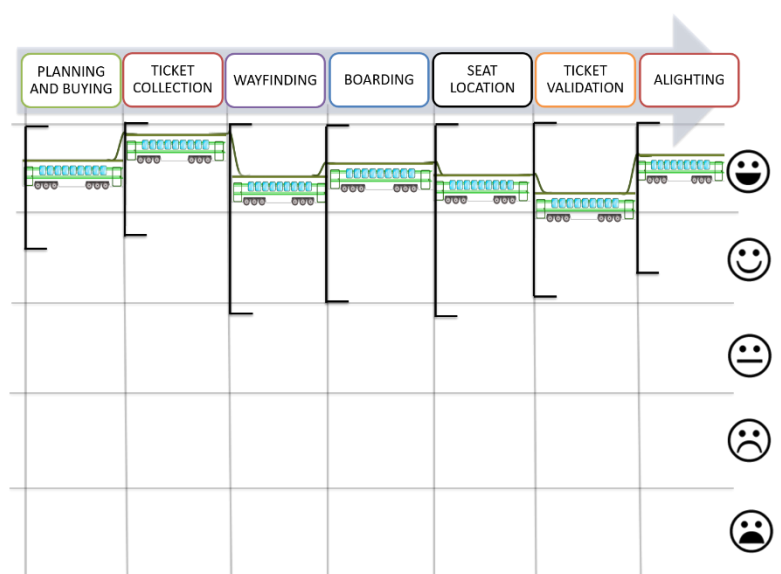 PLANNING
AND BUYING
TICKET
COLLECTION
WAYFINDING
BOARDING
SEAT
LOCATION
TICKET
VALIDATION
ALIGHTING